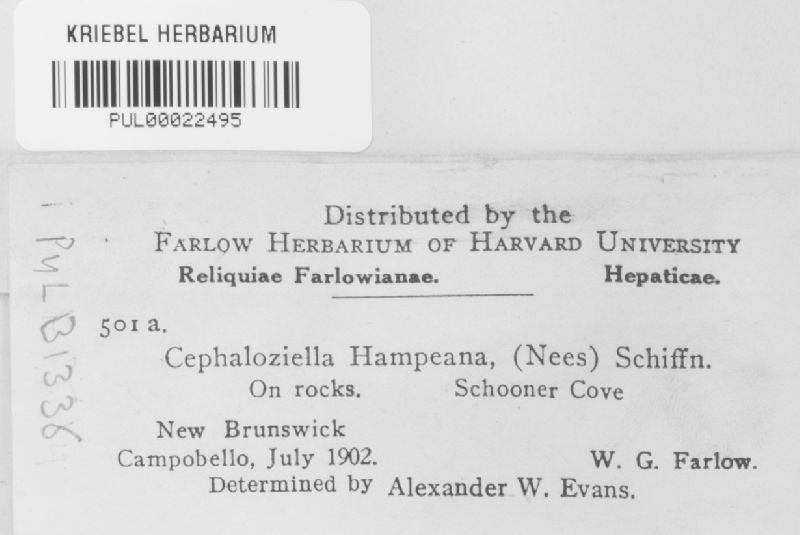 KRIEBEL HERBARIUM
PUL00022495
Distributed by the
FARLOW HERBARIUM OF HARVARD UNIVERSITY
Reliquiae Farlowianae. Hepaticae.
501 a.
Cephaloziella Hampeana, (Nees) Schiffn.
On rocks. Schooner Cove
New Brunswick
Campobello, July 1902. W. G. Farlow.
Determined by Alexander W. Evans.
PUL B1336